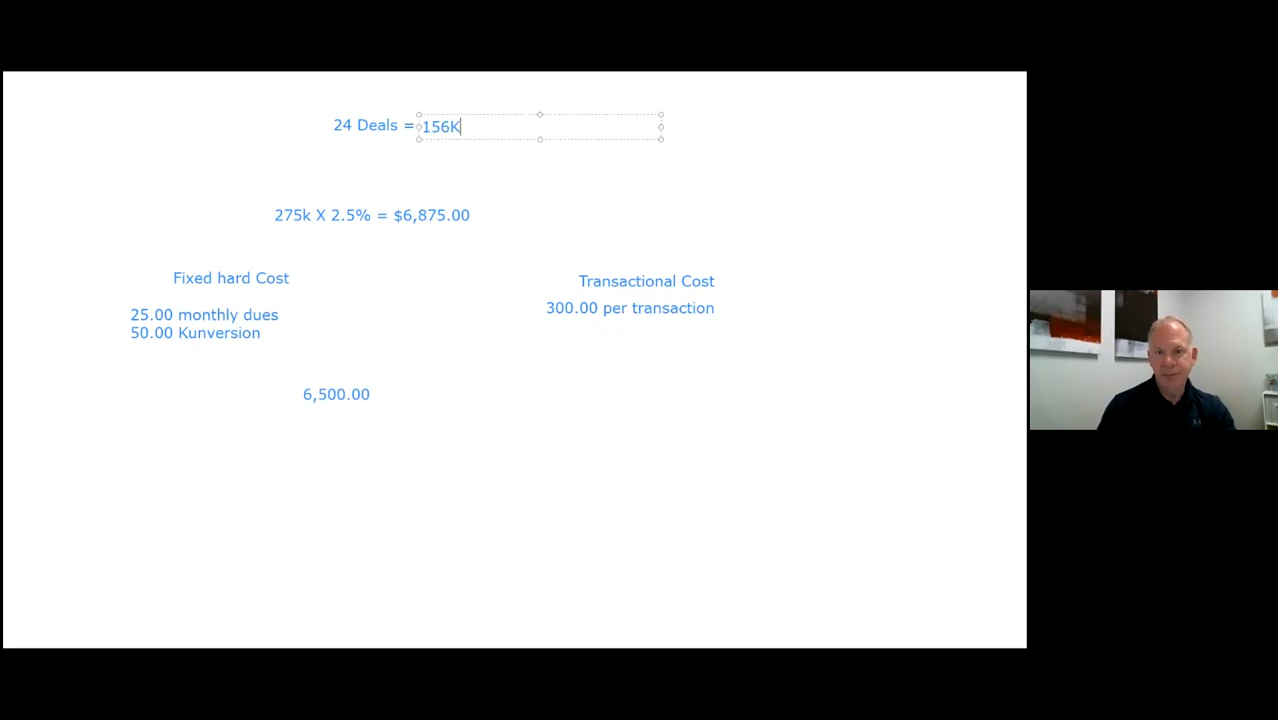 24 Deals = 156K
275k X 2.5% = $6,875.00
Fixed hard Cost
25.00 monthly dues
50.00 Kunversion
Transactional Cost
300.00 per transaction
6,500.00